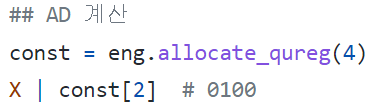 ## AD 계산
const = eng.allocate_qureg(4)
X | const[2]  # 0100